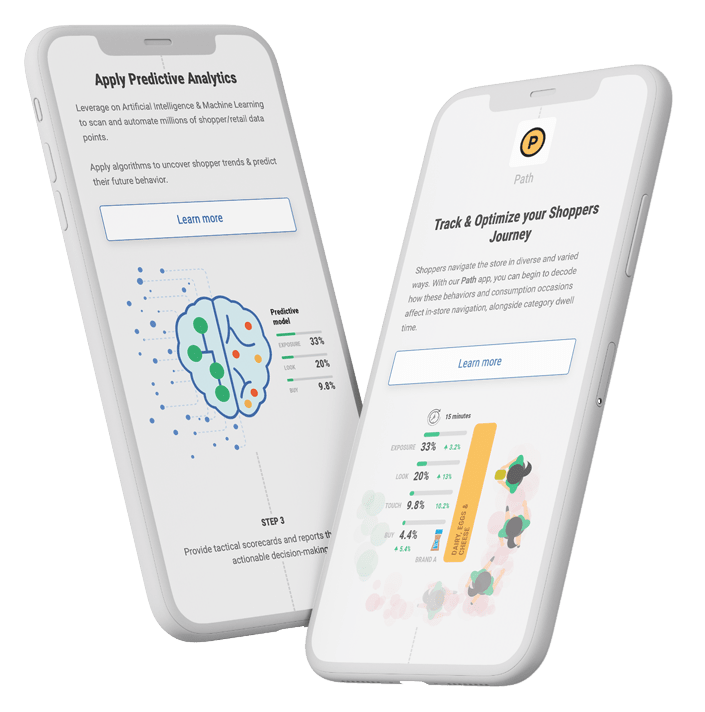 Apply Predictive Analytics
Leverage on Artificial Intelligence & Machine Learning
to scan and automate millions of shopper/retail data
points.
Apply algorithms to uncover shopper trends & predict
their future behavior.
Learn more
Predictive
model
EXPOSURE 33%
LOOK 20%
BUY 9.8%
STEP 3
Provide tactical scorecards and reports
actionable decision-making
P
Path
Track & Optimize your Shoppers
Journey
Shoppers navigate the store in diverse and varied
ways. With our Path app, you can begin to decode
how these behaviors and consumption occasions
affect in-store navigation, alongside category dwell
time.
Learn more
15 minutes
EXPOSURE 33% + 3.2%
LOOK 20% + 13%
TOUCH 9.8% 10.2%
BUY 4.4%
+ 5.4%
BRAND A
DAIRY, EGGS &
CHEESE